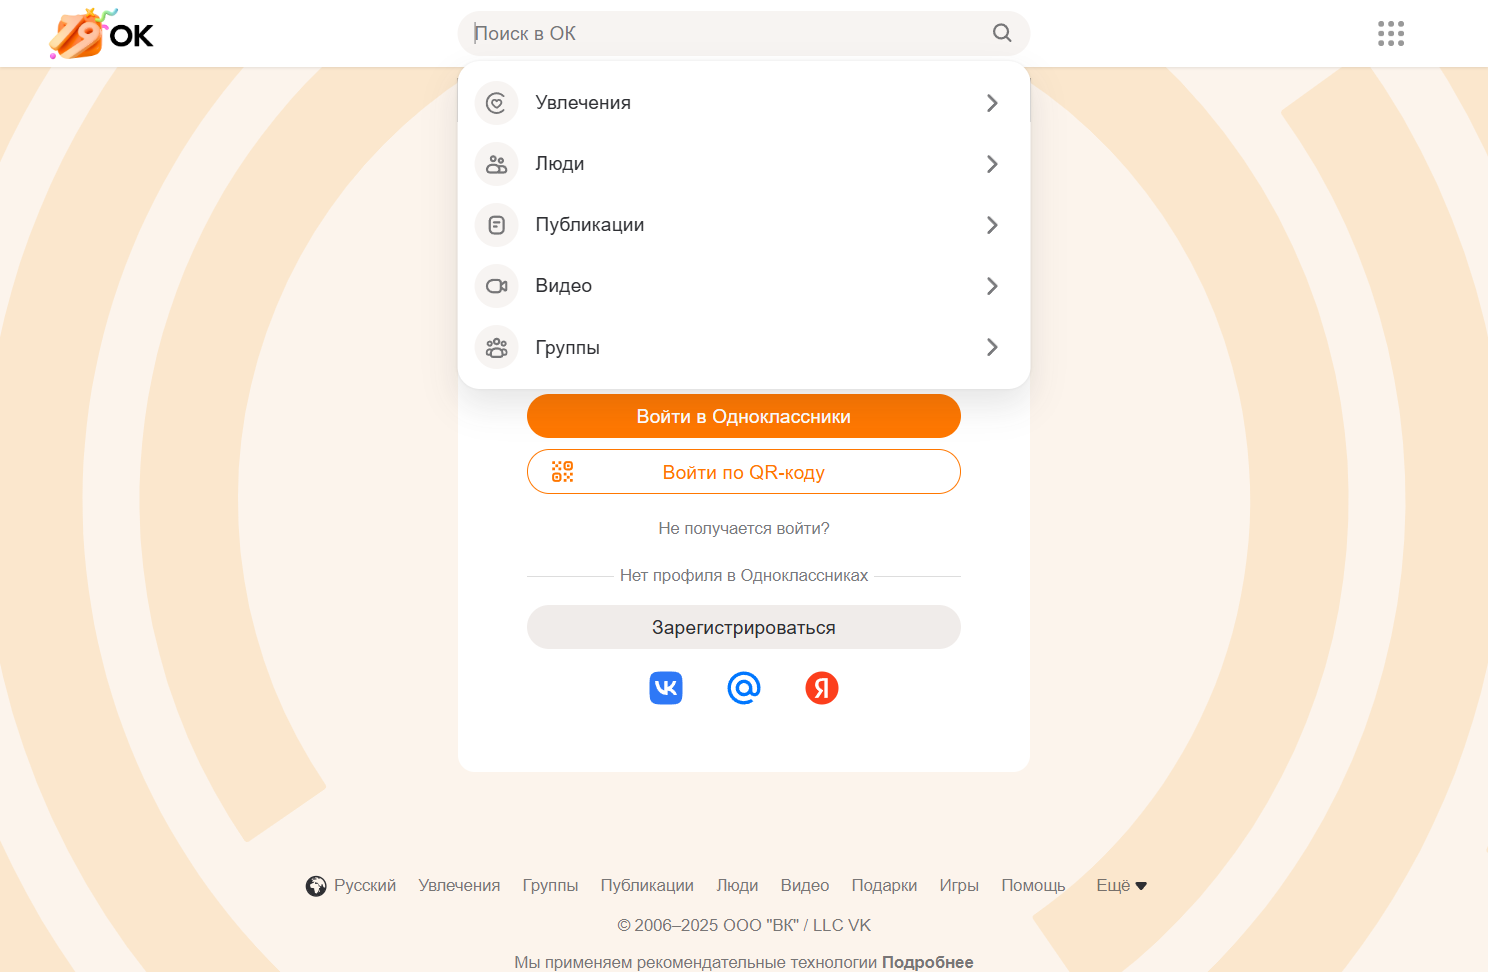 19 ОК
Поиск в ОК
Увлечения
Люди
Публикации
Видео
Группы
Войти в Одноклассники
Войти по QR-коду
Не получается войти?
Нет профиля в Одноклассниках
Зарегистрироваться
Русский Увлечения Группы Публикации Люди Видео Подарки Игры Помощь Ещё
© 2006–2025 ООО "ВК" / LLC VK
Мы применяем рекомендательные технологии Подробнее